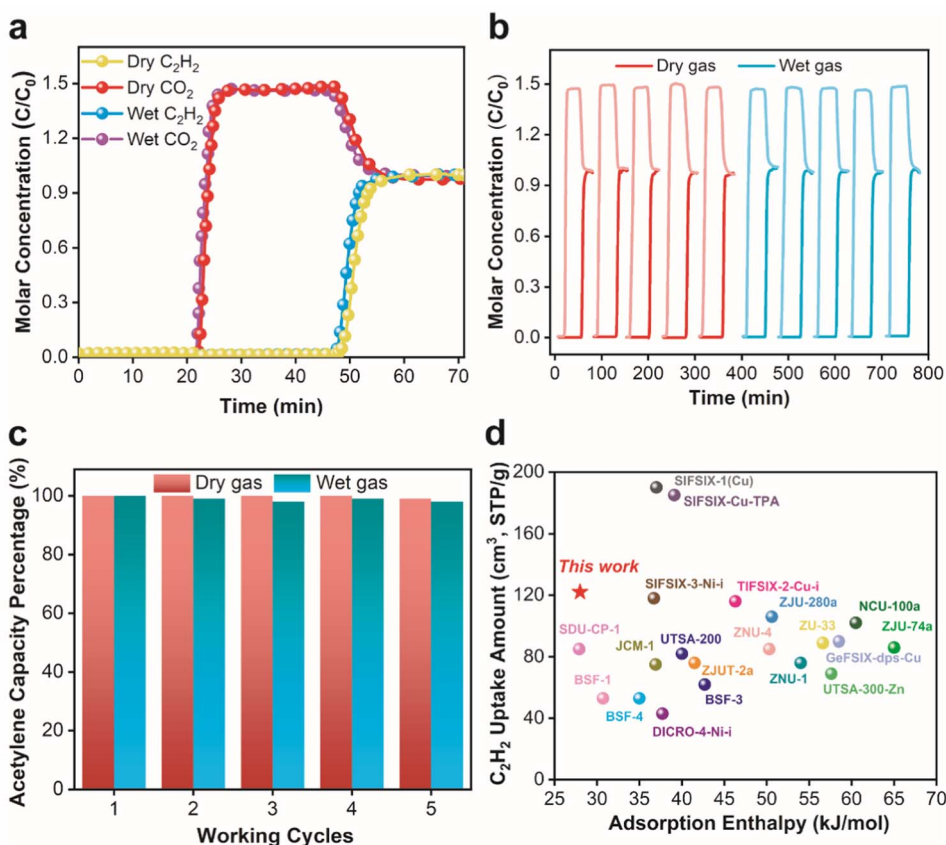 a
Dry C₂H₂
Dry CO₂
Wet C₂H₂
Wet CO₂
Molar Concentration (C/C₀)
1.5
1.2
0.9
0.6
0.3
0.0
0 10 20 30 40 50 60 70
Time (min)
b
Dry gas Wet gas
Molar Concentration (C/C₀)
1.5
1.2
0.9
0.6
0.3
0.0
0 100 200 300 400 500 600 700 800
Time (min)
c
Dry gas Wet gas
Acetylene Capacity Percentage (%)
100
80
60
40
20
0
1 2 3 4 5
Working Cycles
d
C₂H₂ Uptake Amount (cm³, STP/g)
200
160
120
80
40
0
SIFSIX-1(Cu)
SIFSIX-Cu-TPA
This work
SIFSIX-3-Ni-i
TIFSIX-2-Cu-i
ZJU-280a
NCU-100a
SDU-CP-1
JCM-1
UTSA-200
ZNU-4
ZU-33
ZJU-74a
BSF-1
ZJUT-2a
ZNU-1
GeFSIX-dps-Cu
BSF-4
BSF-3
UTSA-300-Zn
DICRO-4-Ni-i
25 30 35 40 45 50 55 60 65 70
Adsorption Enthalpy (kJ/mol)